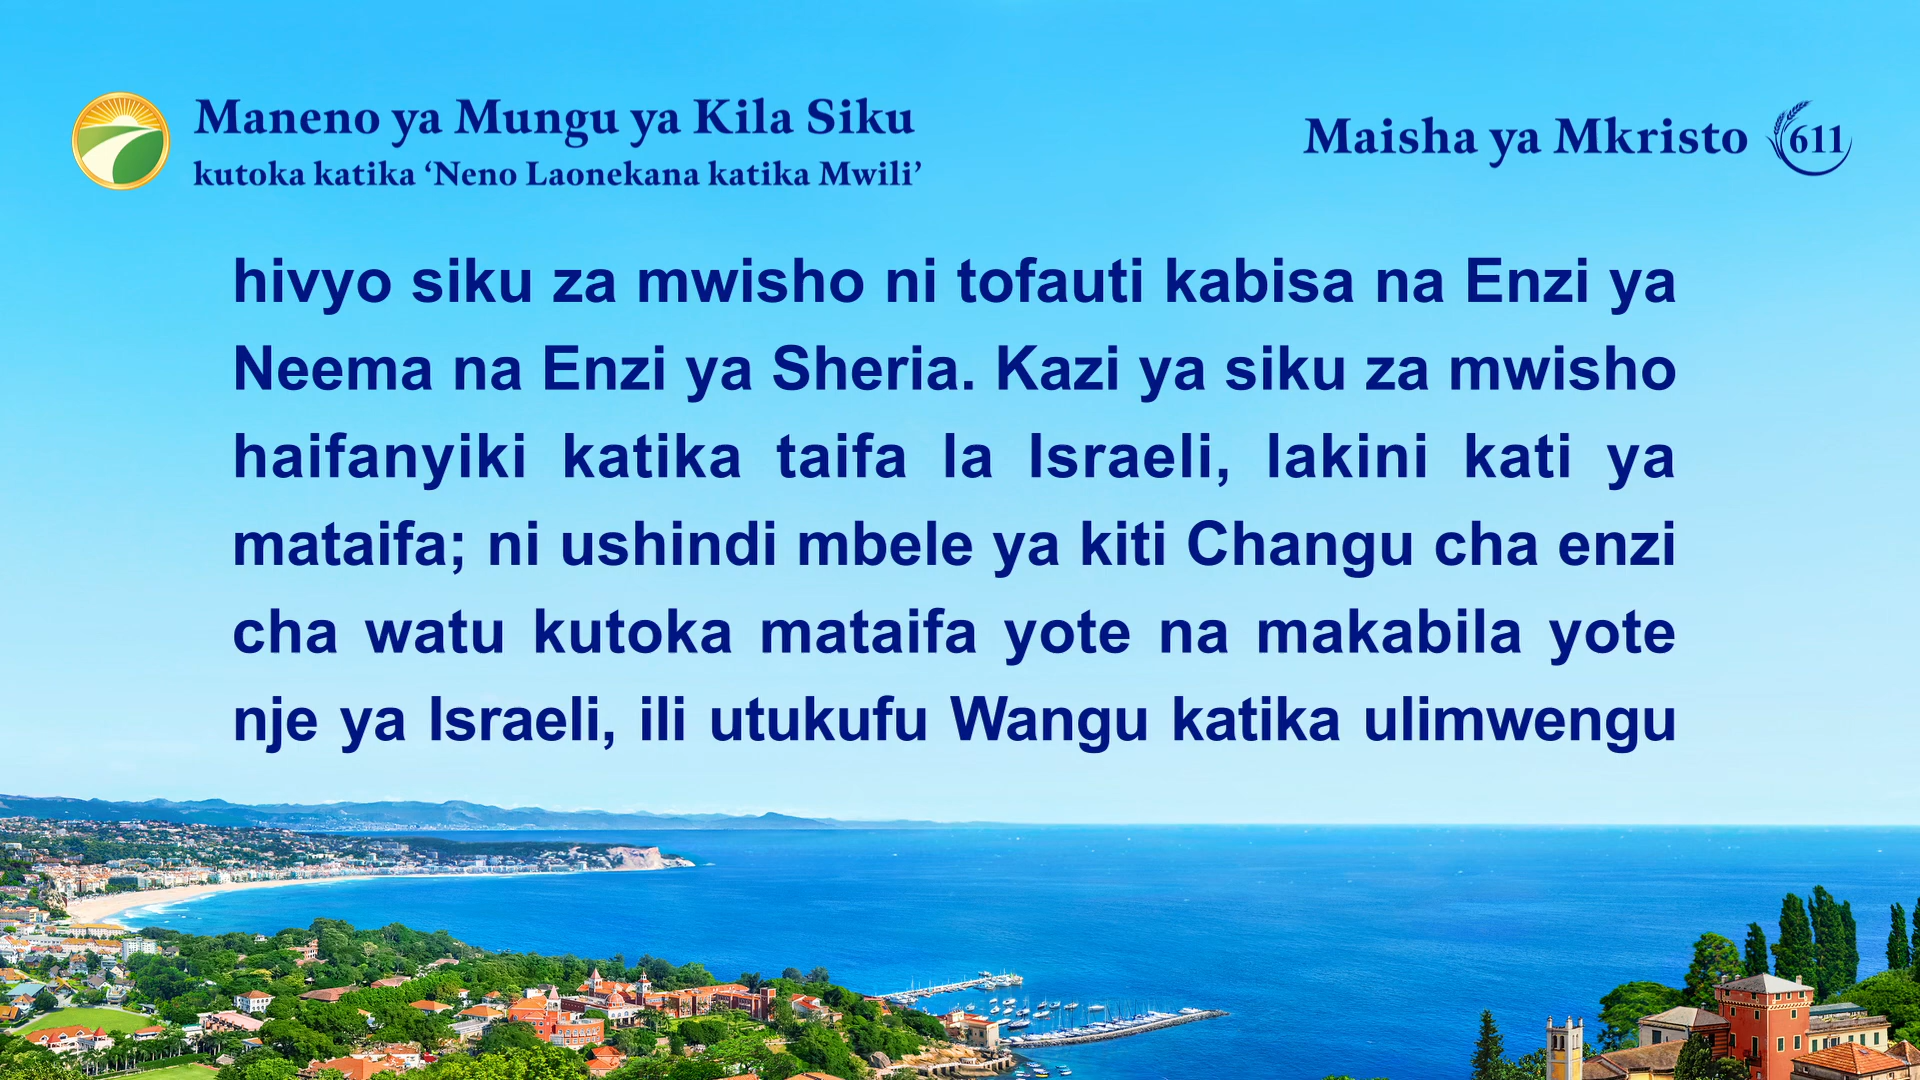 Maneno ya Mungu ya Kila Siku
kutoka katika ‘Neno Laonekana katika Mwili’
Maisha ya Mkristo 611
hivyo siku za mwisho ni tofauti kabisa na Enzi ya
Neema na Enzi ya Sheria. Kazi ya siku za mwisho
haifanyiki katika taifa la Israeli, lakini kati ya
mataifa; ni ushindi mbele ya kiti Changu cha enzi
cha watu kutoka mataifa yote na makabila yote
nje ya Israeli, ili utukufu Wangu katika ulimwengu